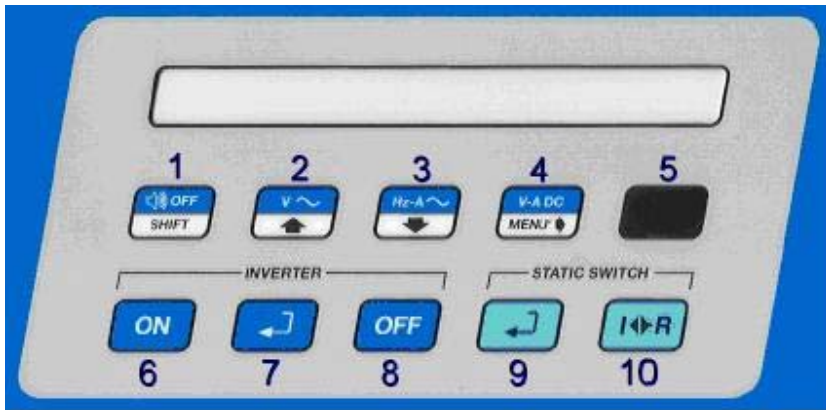 1 2 3 4 5
OFF V Hz-A V-A DC
SHIFT MENU
INVERTER STATIC SWITCH
ON OFF I R
6 7 8 9 10